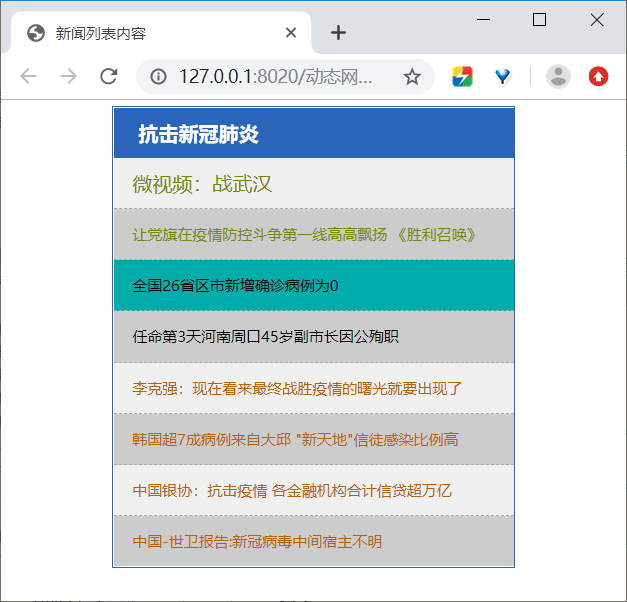 新闻列表内容
127.0.0.1:8020/动态网...
抗击新冠肺炎
微视频：战武汉
让党旗在疫情防控斗争第一线高高飘扬 《胜利召唤》
全国26省区市新增确诊病例为0
任命第3天河南周口45岁副市长因公殉职
李克强：现在看来最终战胜疫情的曙光就要出现了
韩国超7成病例来自大邱 "新天地"信徒感染比例高
中国银协：抗击疫情 各金融机构合计信贷超万亿
中国-世卫报告:新冠病毒中间宿主不明